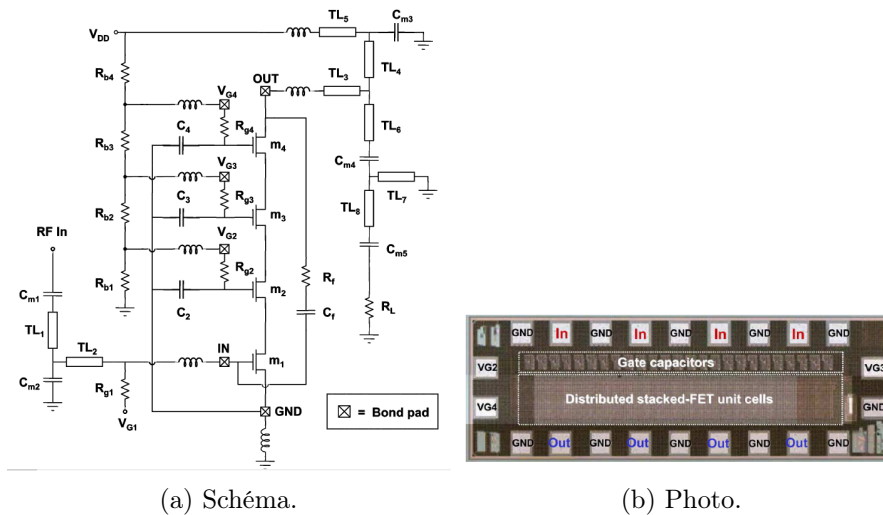 TL5
Cm3
VDD
TL4
Rb4
OUT
TL3
VG4
C4
Rg4
TL6
m4
Rb3
Cm4
VG3
C3
Rg3
TL7
TL8
m3
Rb2
RF In
VG2
Cm5
Rg2
Rf
Cm1
Rb1
m2
RL
C2
Cf
TL1
TL2
IN
m1
Cm2
Rg1
GND
= Bond pad
VG1
GND In GND In GND In GND In GND
Gate capacitors
VG2 VG3
Distributed stacked-FET unit cells
VG4 GND
GND Out GND Out GND Out GND Out GND
(a) Schéma.
(b) Photo.